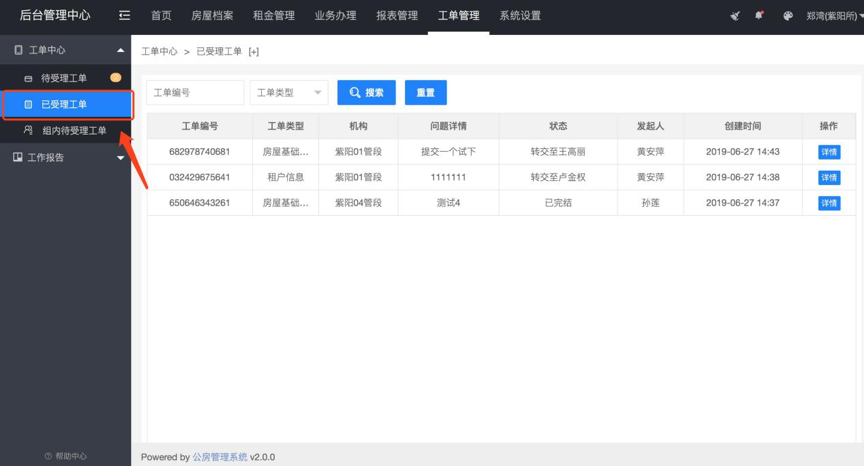 后台管理中心 首页 房屋档案 租金管理 业务办理 报表管理 工单管理 系统设置 郑湾(紫阳所)
工单中心
待受理工单
已受理工单
组内待受理工单
工作报告
帮助中心
工单中心 > 已受理工单 [+]
工单编号 工单类型 搜索 重置
工单编号 工单类型 机构 问题详情 状态 发起人 创建时间 操作
682978740681 房屋基础... 紫阳01管段 提交一个试下 转交至王高丽 黄安萍 2019-06-27 14:43 详情
032429675641 租户信息 紫阳01管段 1111111 转交至卢金权 黄安萍 2019-06-27 14:38 详情
650646343261 房屋基础... 紫阳04管段 测试4 已完结 孙莲 2019-06-27 14:37 详情
Powered by 公房管理系统 v2.0.0